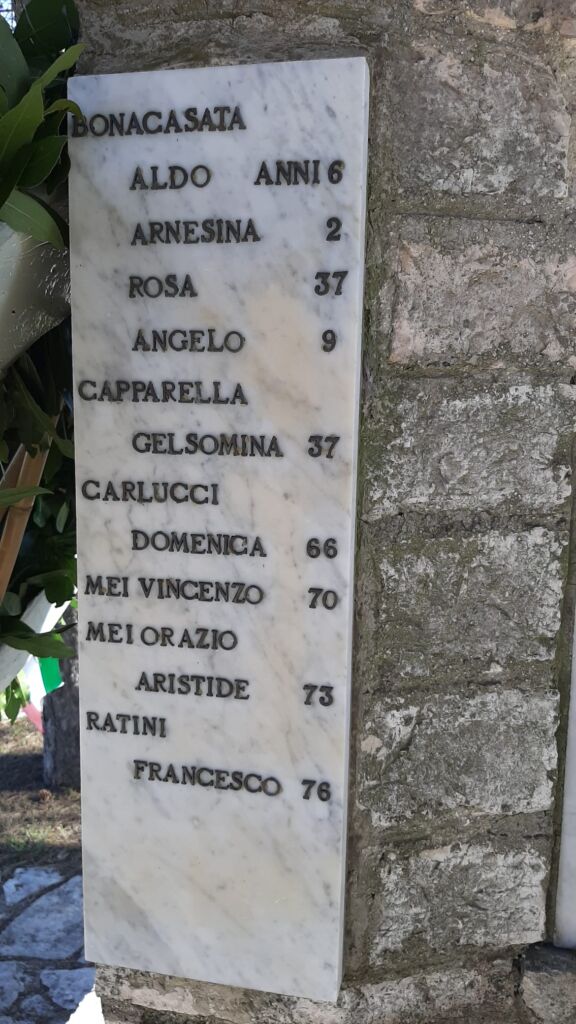 BONACASATA
ALDO ANNI 6
ARNESINA 2
ROSA 37
ANGELO 9
CAPPARELLA
GELSOMINA 37
CARLUCCI
DOMENICA 66
MEI VINCENZO 70
MEI ORAZIO
ARISTIDE 73
RATINI
FRANCESCO 76